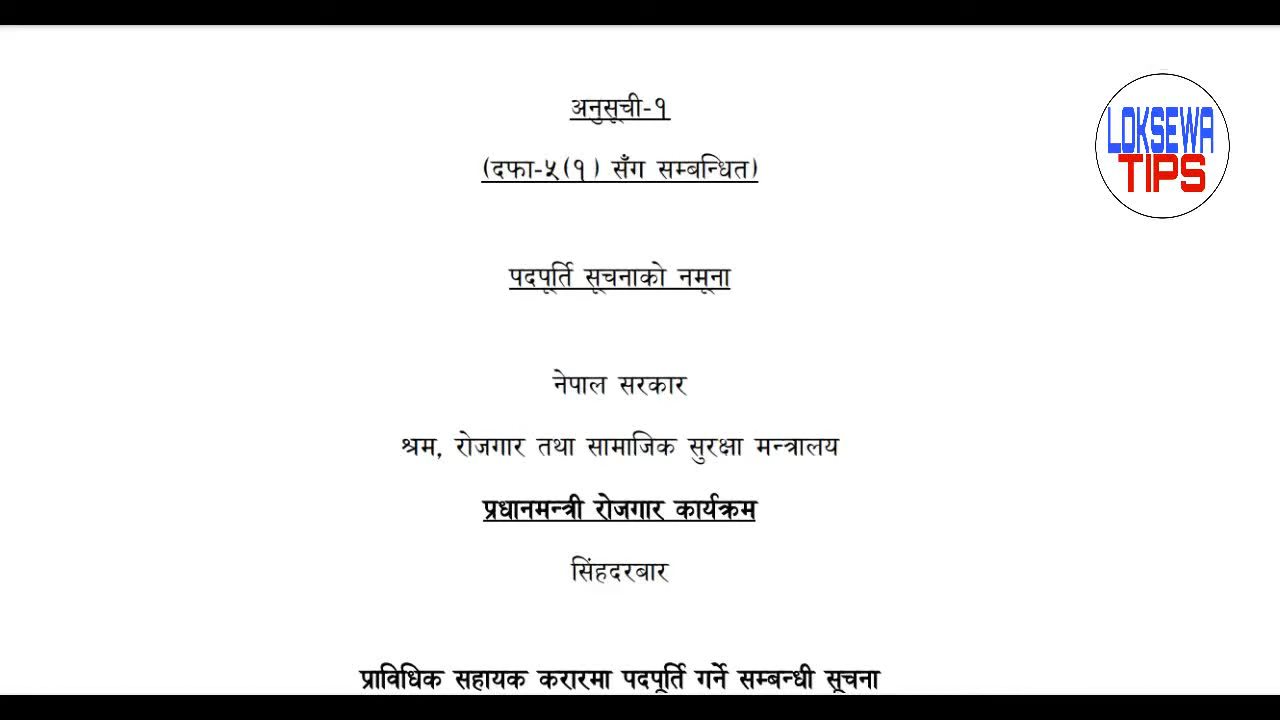 अनुसूची-१
LOKSEWA
TIPS
(दफा-५(१) सँग सम्बन्धित)
पदपूर्ति सूचनाको नमूना
नेपाल सरकार
श्रम, रोजगार तथा सामाजिक सुरक्षा मन्त्रालय
प्रधानमन्त्री रोजगार कार्यक्रम
सिंहदरबार
प्राविधिक सहायक करारमा पदपूर्ति गर्ने सम्बन्धी सूचना